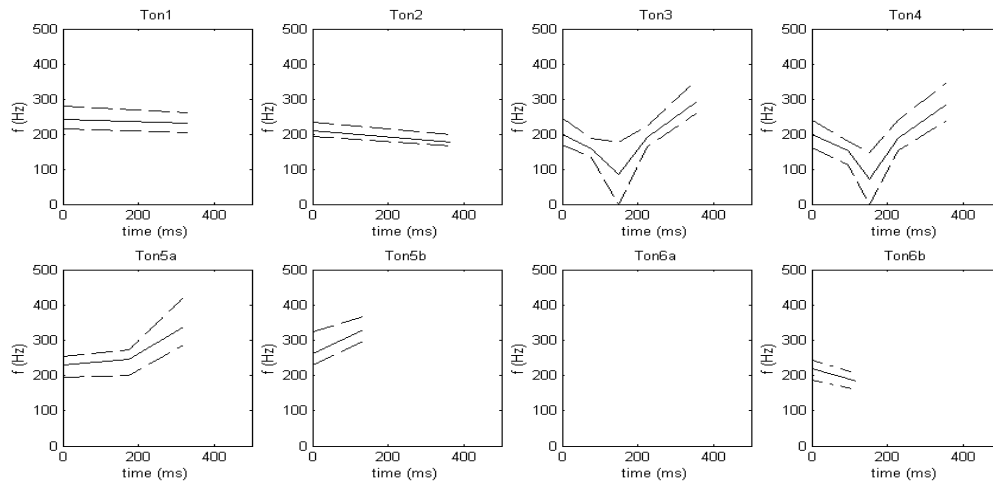 Ton1 Ton2 Ton3 Ton4
500 500 500 500
400 400 400 400
300 300 300 300
200 200 200 200
100 100 100 100
0 0 0 0
f (Hz) f (Hz) f (Hz) f (Hz)
0 200 400 0 200 400 0 200 400 0 200 400
time (ms) time (ms) time (ms) time (ms)
Ton5a Ton5b Ton6a Ton6b
500 500 500 500
400 400 400 400
300 300 300 300
200 200 200 200
100 100 100 100
0 0 0 0
f (Hz) f (Hz) f (Hz) f (Hz)
0 200 400 0 200 400 0 200 400 0 200 400
time (ms) time (ms) time (ms) time (ms)